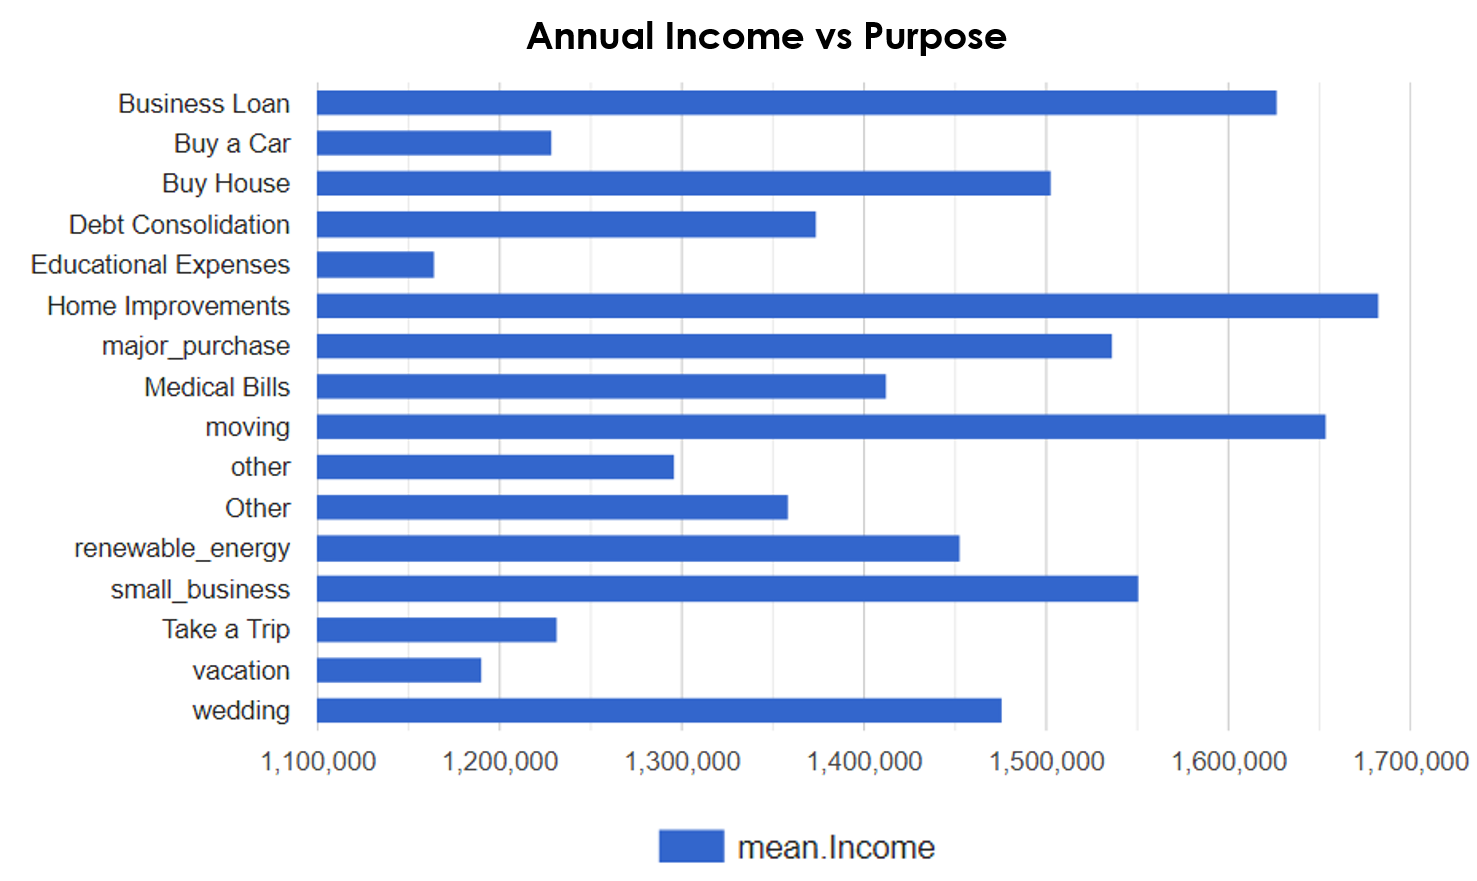 Annual Income vs Purpose
Business Loan
Buy a Car
Buy House
Debt Consolidation
Educational Expenses
Home Improvements
major_purchase
Medical Bills
moving
other
Other
renewable_energy
small_business
Take a Trip
vacation
wedding
1,100,000 1,200,000 1,300,000 1,400,000 1,500,000 1,600,000 1,700,000
mean.Income